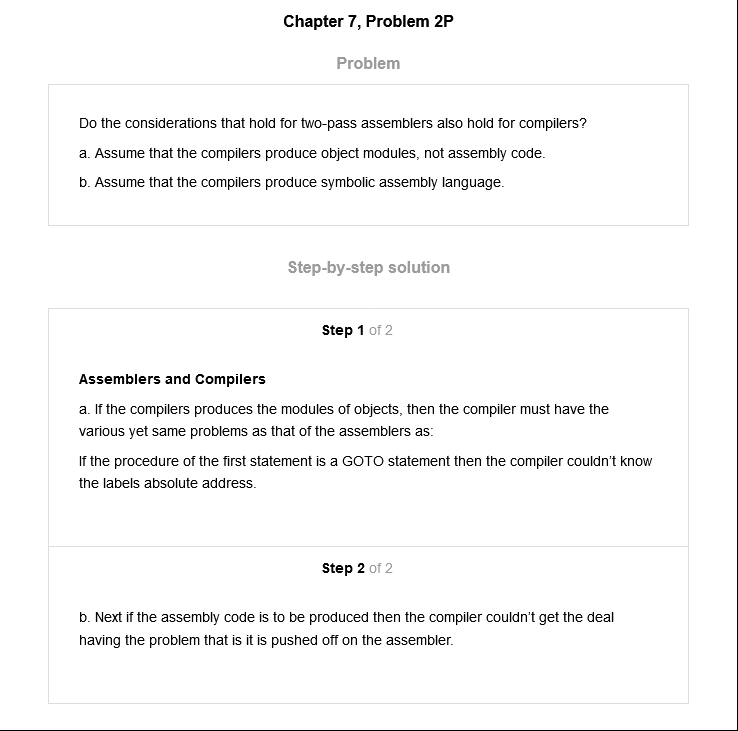 Chapter 7, Problem 2P
Problem
Do the considerations that hold for two-pass assemblers also hold for compilers?
a. Assume that the compilers produce object modules, not assembly code.
b. Assume that the compilers produce symbolic assembly language.
Step-by-step solution
Step 1 of 2
Assemblers and Compilers
a. If the compilers produces the modules of objects, then the compiler must have the
various yet same problems as that of the assemblers as:
If the procedure of the first statement is a GOTO statement then the compiler couldn't know
the labels absolute address.
Step 2 of 2
b. Next if the assembly code is to be produced then the compiler couldn't get the deal
having the problem that is it is pushed off on the assembler.